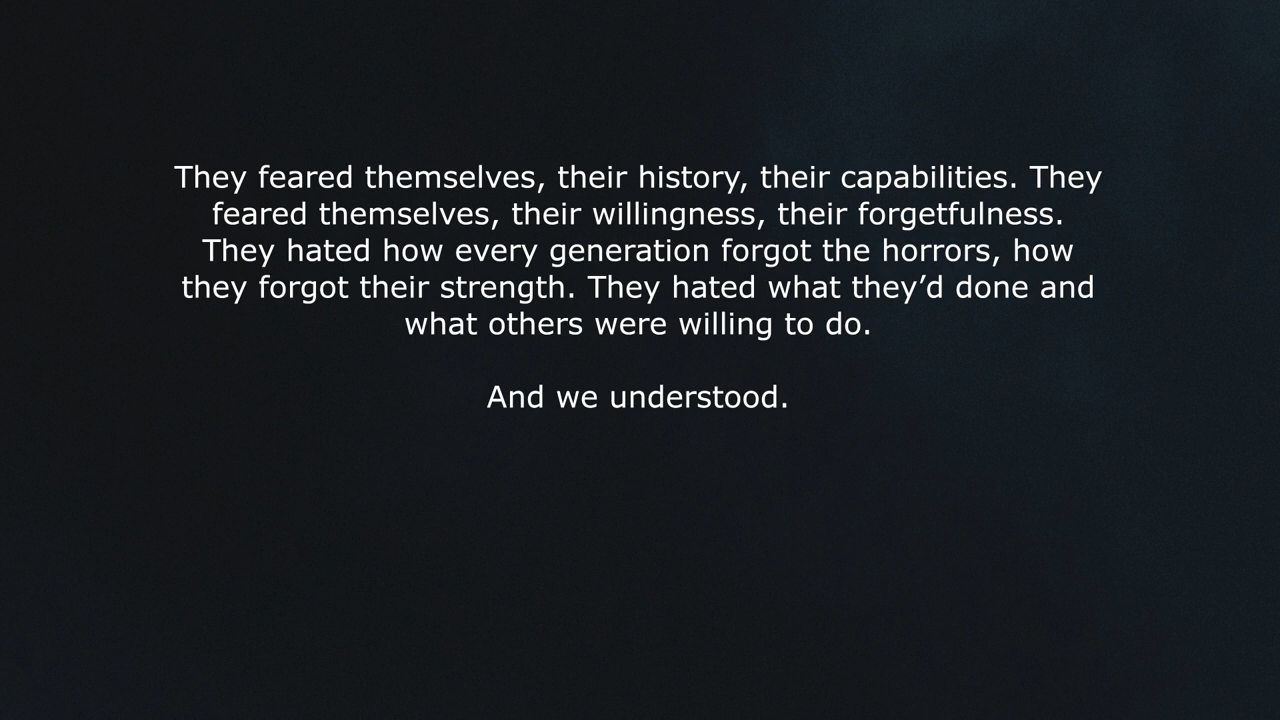 They feared themselves, their history, their capabilities. They
feared themselves, their willingness, their forgetfulness.
They hated how every generation forgot the horrors, how
they forgot their strength. They hated what they’d done and
what others were willing to do.
And we understood.